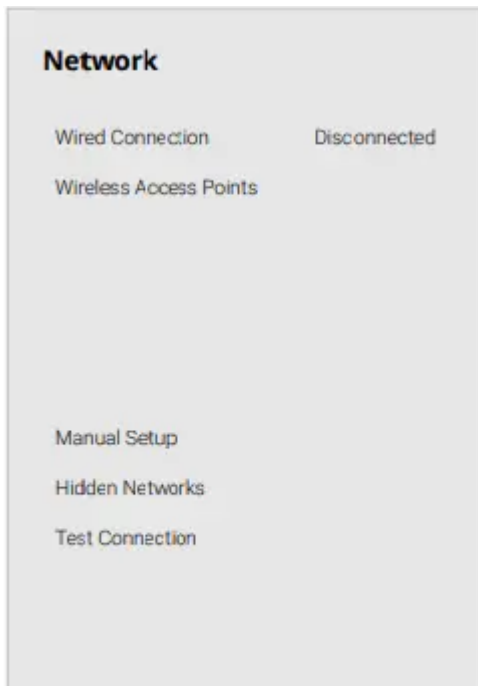 Network
Wired Connection Disconnected
Wireless Access Points
Manual Setup
Hidden Networks
Test Connection